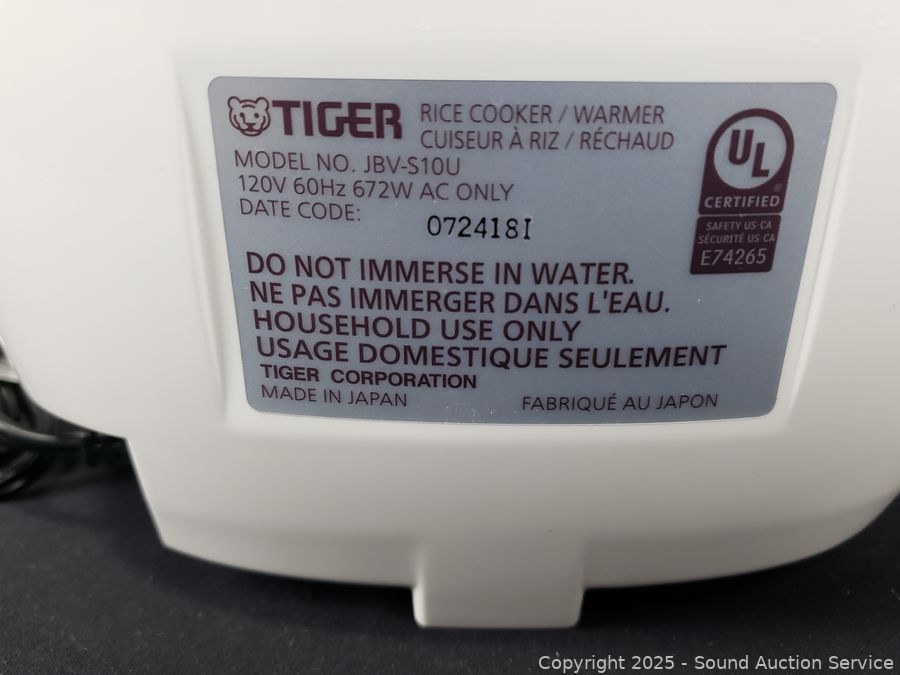 TIGER
RICE COOKER / WARMER
CUISEUR À RIZ / RÉCHAUD
MODEL NO. JBV-S10U
120V 60Hz 672W AC ONLY
DATE CODE: 072418I
UL
®
CERTIFIED
SAFETY US·CA
SÉCURITÉ US·CA
E74265
DO NOT IMMERSE IN WATER.
NE PAS IMMERGER DANS L'EAU.
HOUSEHOLD USE ONLY
USAGE DOMESTIQUE SEULEMENT
TIGER CORPORATION
MADE IN JAPAN FABRIQUÉ AU JAPON
Copyright 2025 - Sound Auction Service